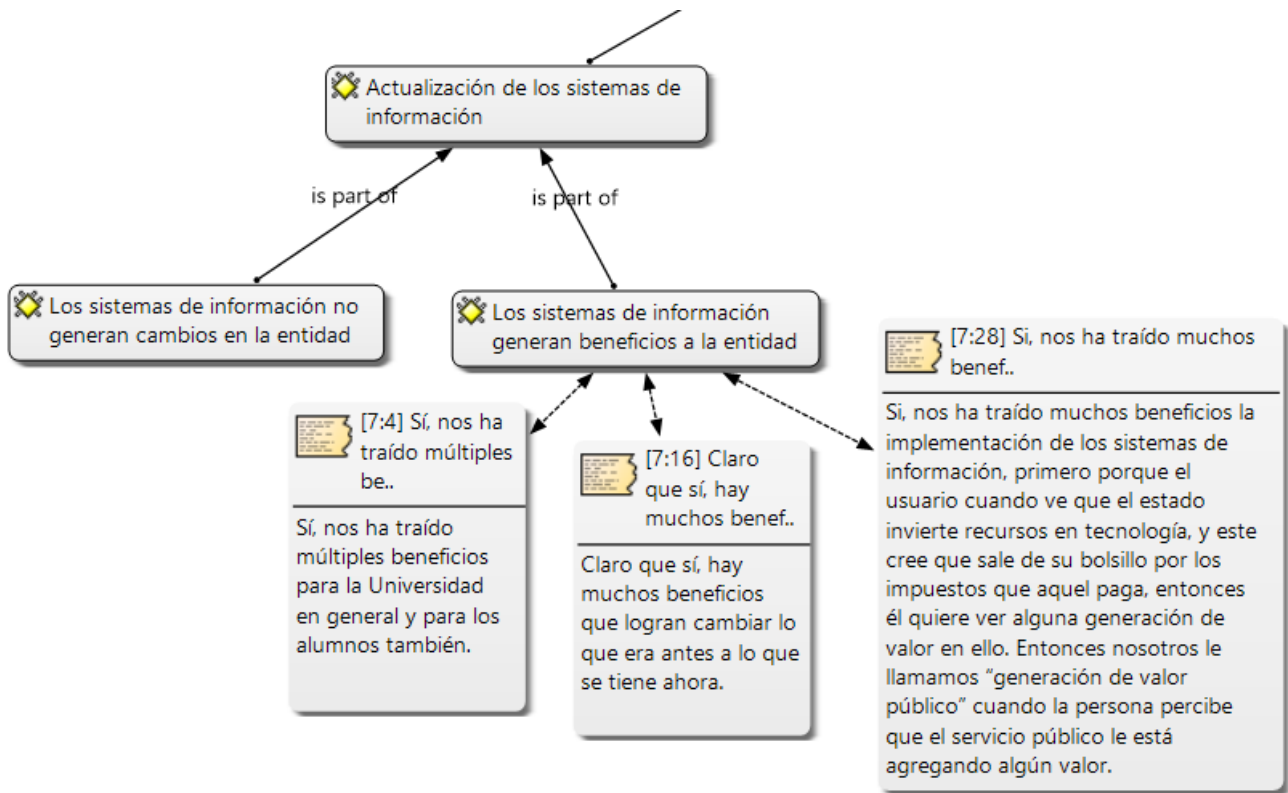 Actualización de los sistemas de
información
is part of
is part of
Los sistemas de información no
generan cambios en la entidad
Los sistemas de información
generan beneficios a la entidad
[7:4] Sí, nos ha
traído múltiples
be..
Sí, nos ha traído
múltiples beneficios
para la Universidad
en general y para los
alumnos también.
[7:16] Claro
que sí, hay
muchos benef..
Claro que sí, hay
muchos beneficios
que logran cambiar lo
que era antes a lo que
se tiene ahora.
[7:28] Si, nos ha traído muchos
benef..
Si, nos ha traído muchos beneficios la
implementación de los sistemas de
información, primero porque el
usuario cuando ve que el estado
invierte recursos en tecnología, y este
cree que sale de su bolsillo por los
impuestos que aquel paga, entonces
él quiere ver alguna generación de
valor en ello. Entonces nosotros le
llamamos “generación de valor
público” cuando la persona percibe
que el servicio público le está
agregando algún valor.